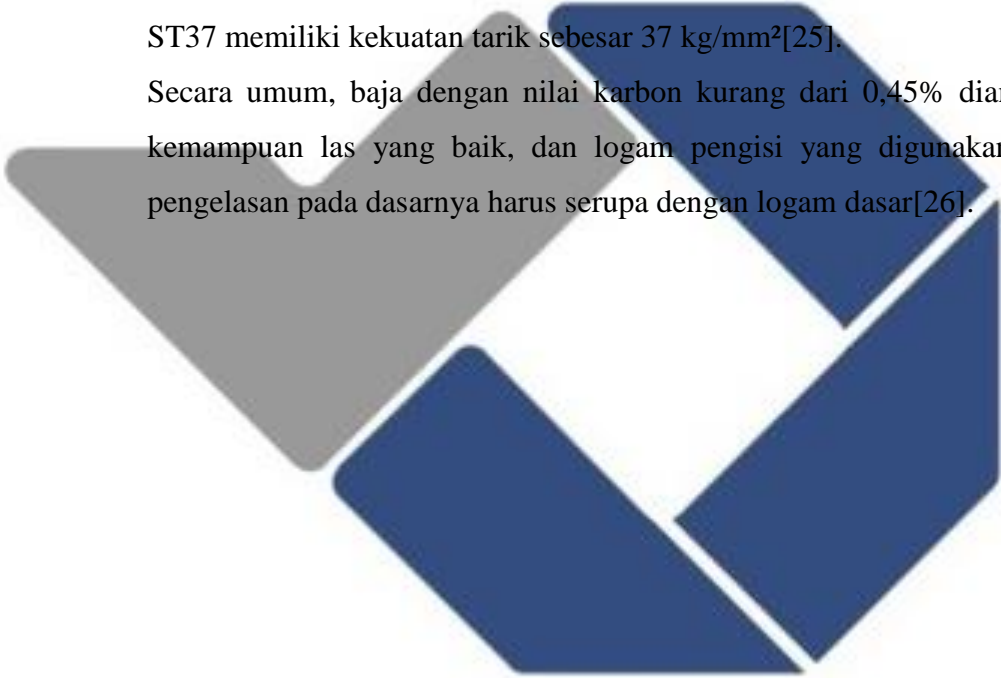 ST37 memiliki kekuatan tarik sebesar 37 kg/mm²[25].
Secara umum, baja dengan nilai karbon kurang dari 0,45%
kemampuan las yang baik, dan logam pengisi yang digunakan
pengelasan pada dasarnya harus serupa dengan logam dasar[26].